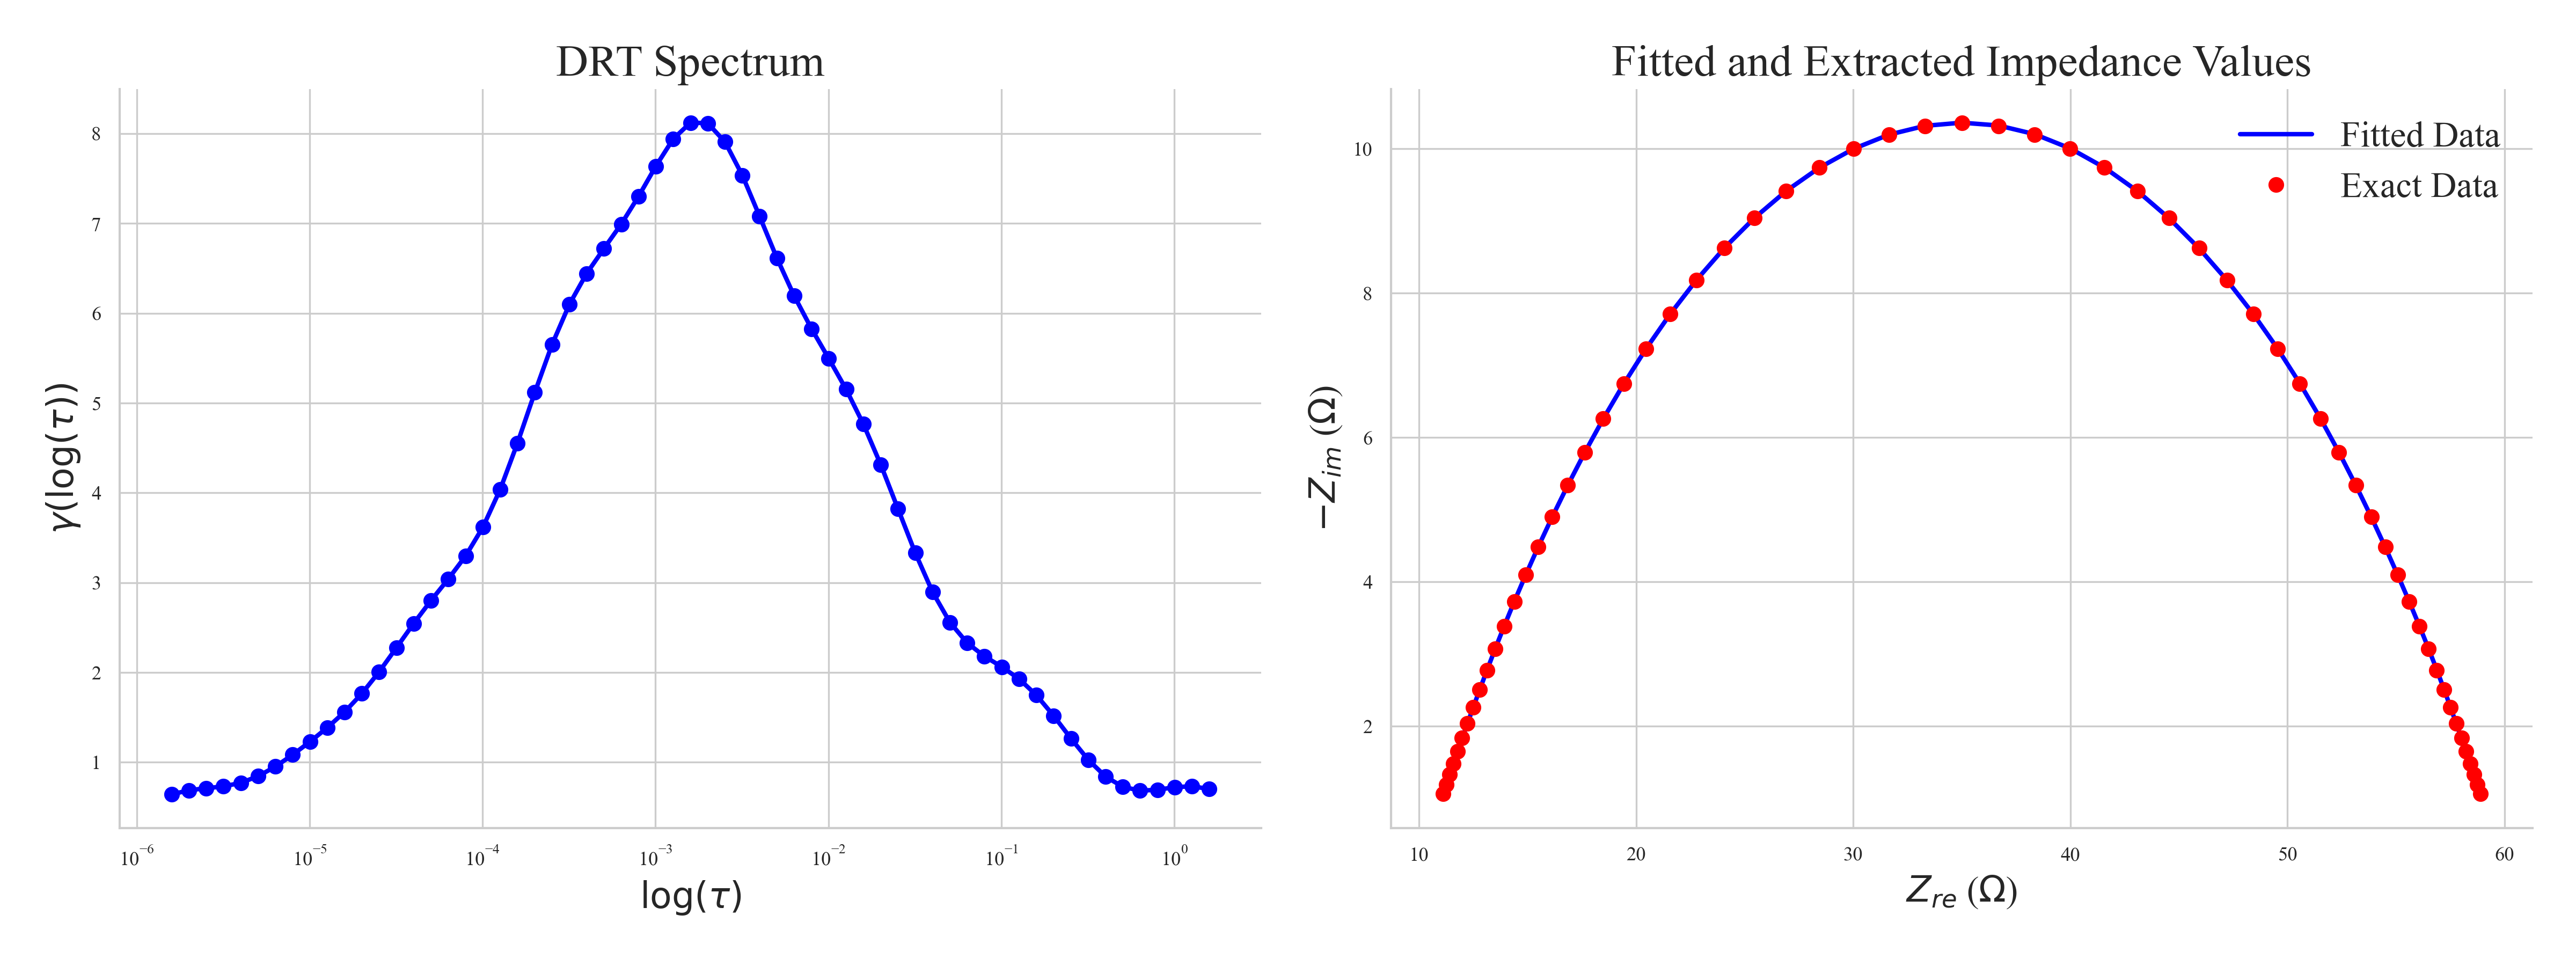 DRT Spectrum
γ(log(τ))
8
7
6
5
4
3
2
1
10⁻⁶ 10⁻⁵ 10⁻⁴ 10⁻³ 10⁻² 10⁻¹ 10⁰
log(τ)
Fitted and Extracted Impedance Values
Fitted Data
Exact Data
−Z_im (Ω)
10
8
6
4
2
10 20 30 40 50 60
Z_re (Ω)